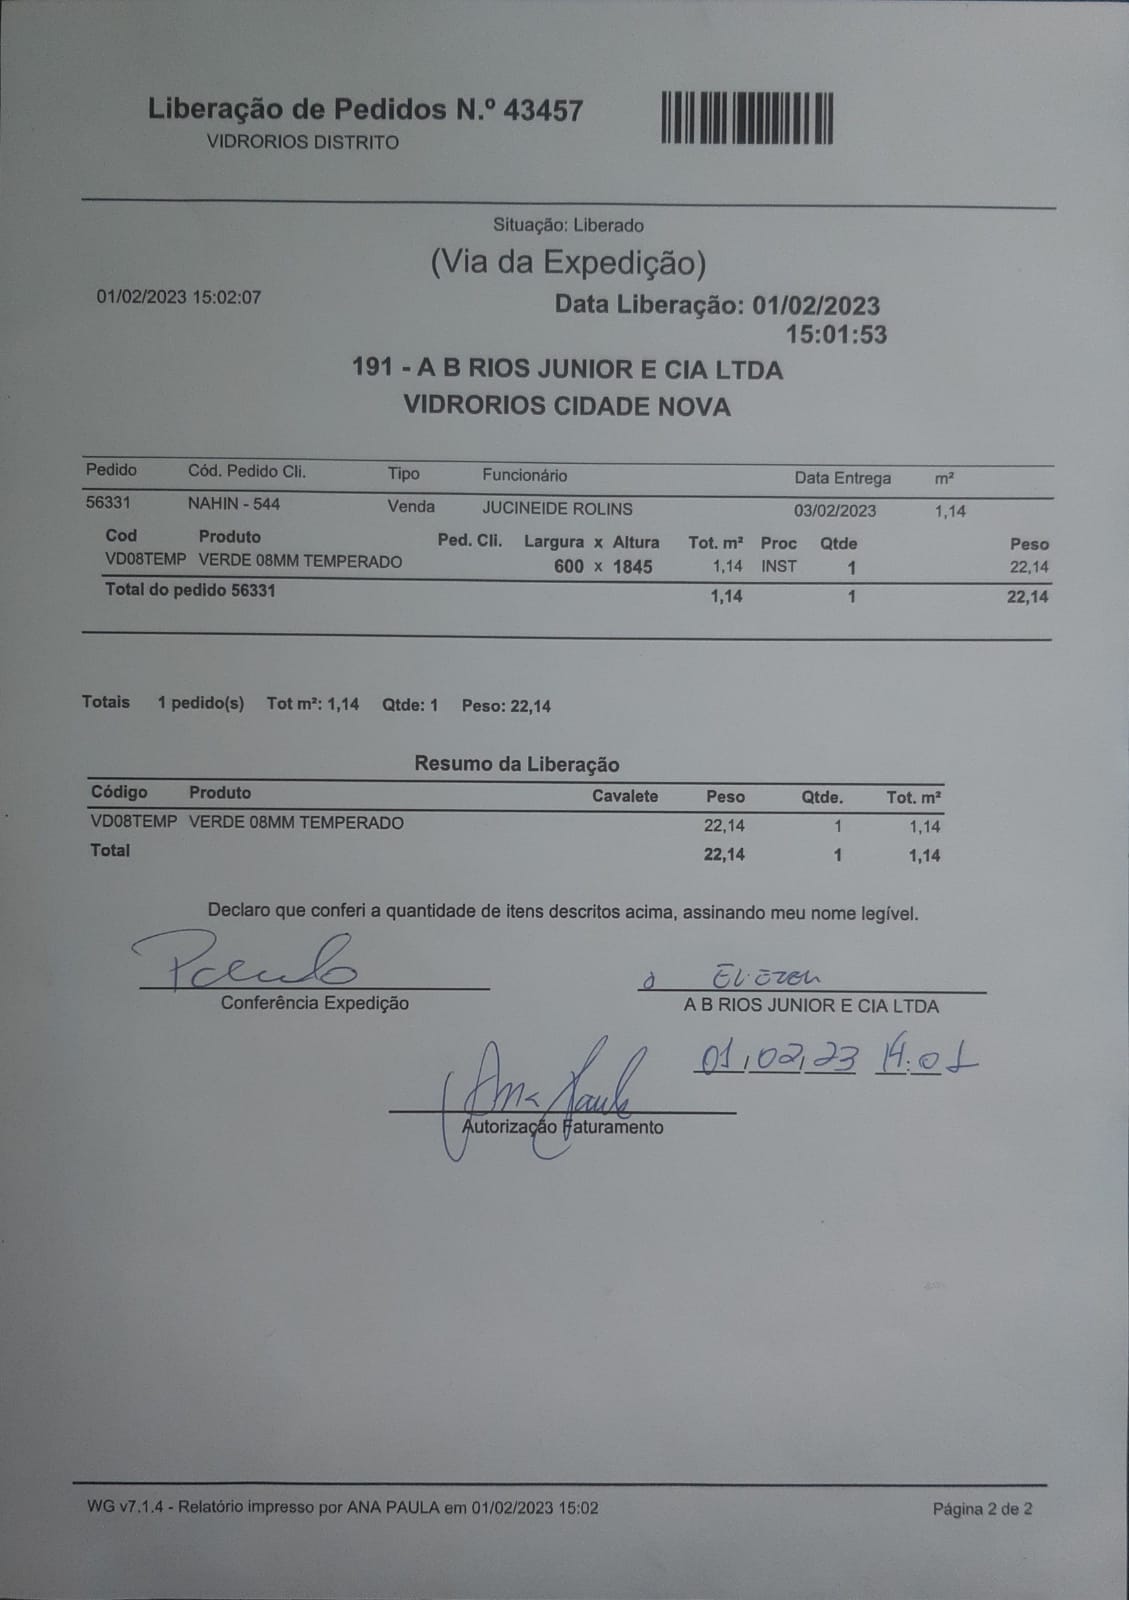 Liberação de Pedidos N.º 43457
VIDRORIOS DISTRITO
Situação: Liberado
(Via da Expedição)
01/02/2023 15:02:07
Data Liberação: 01/02/2023
15:01:53
191 - A B RIOS JUNIOR E CIA LTDA
VIDRORIOS CIDADE NOVA
Pedido Cód. Pedido Cli. Tipo Funcionário Data Entrega m²
56331 NAHIN - 544 Venda JUCINEIDE ROLINS 03/02/2023 1,14
Cod Produto Ped. Cli. Largura x Altura Tot. m² Proc Qtde Peso
VD08TEMP VERDE 08MM TEMPERADO 600 x 1845 1,14 INST 1 22,14
Total do pedido 56331 1,14 1 22,14
Totais 1 pedido(s) Tot m²: 1,14 Qtde: 1 Peso: 22,14
Resumo da Liberação
Código Produto Cavalete Peso Qtde. Tot. m²
VD08TEMP VERDE 08MM TEMPERADO 22,14 1 1,14
Total 22,14 1 1,14
Declaro que conferi a quantidade de itens descritos acima, assinando meu nome legível.
Paulo
Conferência Expedição
A B RIOS JUNIOR E CIA LTDA
01,02,23
Ana Paula
Autorização Faturamento
WG v7.1.4 - Relatório impresso por ANA PAULA em 01/02/2023 15:02
Página 2 de 2